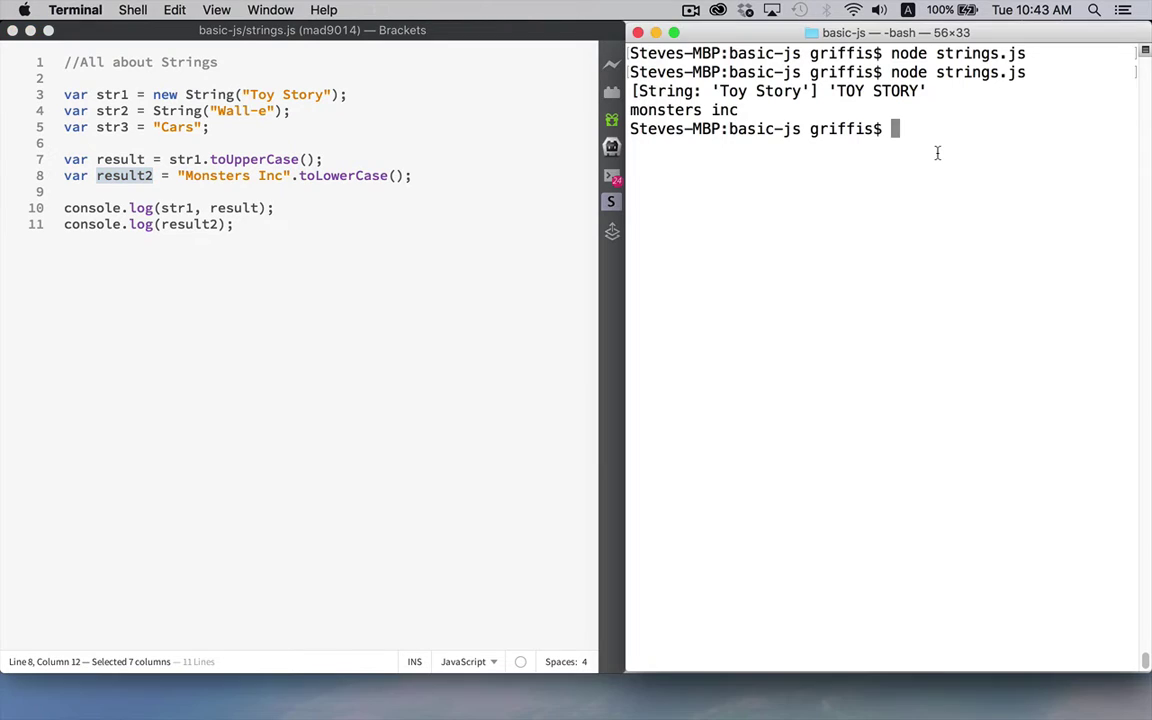 Terminal Shell Edit View Window Help A 100% Tue 10:43 AM
basic-js/strings.js (mad9014) — Brackets
1 //All about Strings
2
3 var str1 = new String("Toy Story");
4 var str2 = String("Wall-e");
5 var str3 = "Cars";
6
7 var result = str1.toUpperCase();
8 var result2 = "Monsters Inc".toLowerCase();
9
10 console.log(str1, result);
11 console.log(result2);
24
S
Line 8, Column 12 — Selected 7 columns — 11 Lines INS JavaScript Spaces: 4
basic-js — -bash — 56×33
[Steves-MBP:basic-js griffis$ node strings.js ]
[Steves-MBP:basic-js griffis$ node strings.js ]
[String: 'Toy Story'] 'TOY STORY'
monsters inc
Steves-MBP:basic-js griffis$